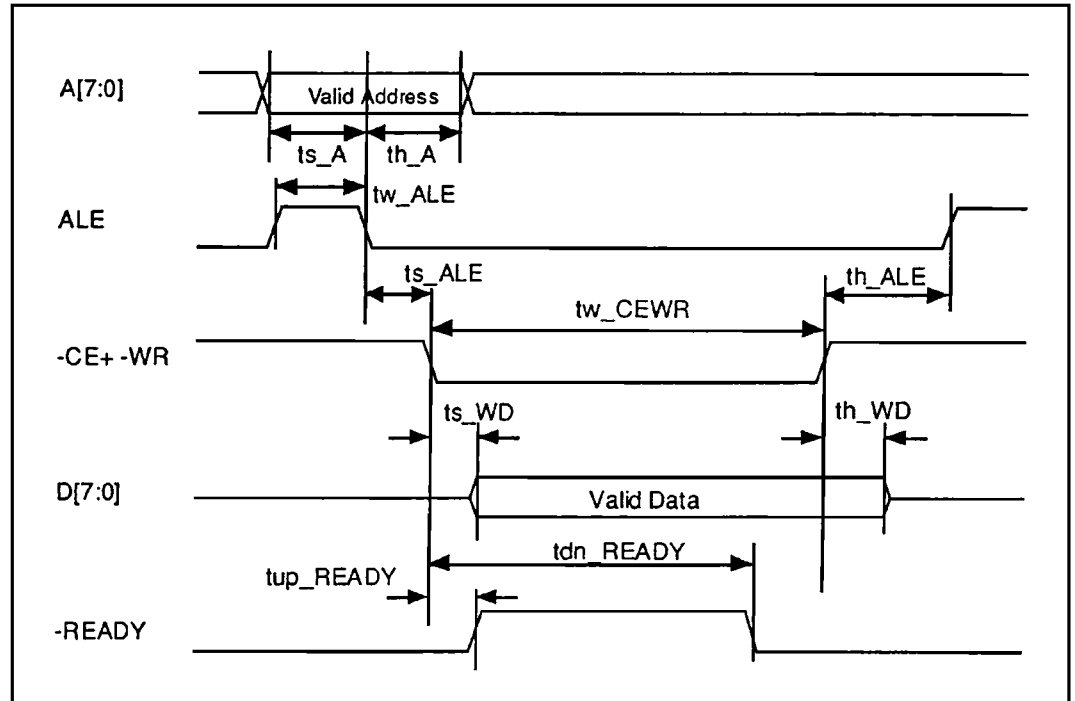 A[7:0]
Valid Address
ts_A
th_A
tw_ALE
ALE
ts_ALE
th_ALE
tw_CEWR
-CE+ -WR
ts_WD
th_WD
D[7:0]
Valid Data
tdn_READY
tup_READY
-READY